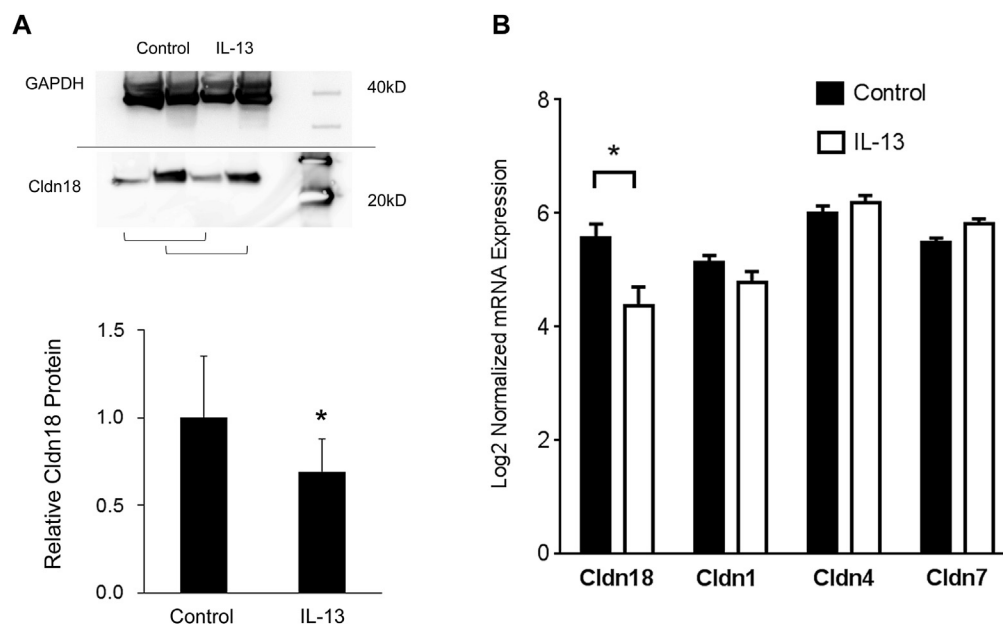 A
Control IL-13
GAPDH
40kD
Cldn18
20kD
1.5
1.0
0.5
0.0
Relative Cldn18 Protein
*
Control IL-13
B
Control
IL-13
8
6
4
2
0
Log2 Normalized mRNA Expression
*
Cldn18 Cldn1 Cldn4 Cldn7